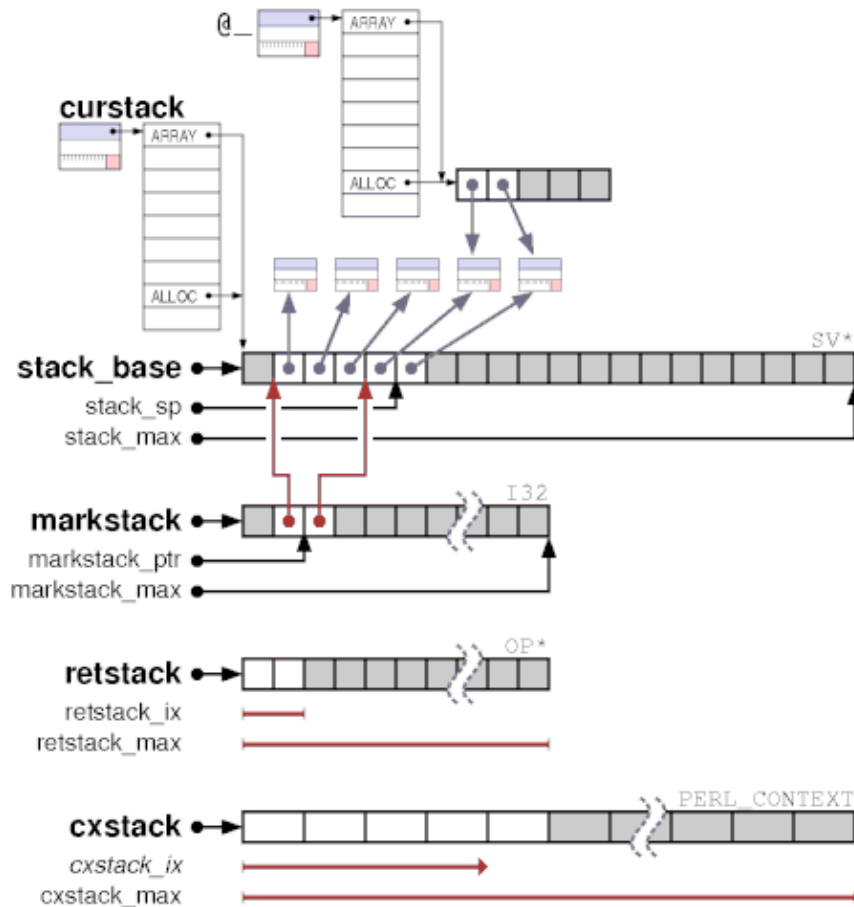 @_
ARRAY
curstack
ARRAY
ALLOC
ALLOC
SV*
stack_base
stack_sp
stack_max
I32
markstack
markstack_ptr
markstack_max
OP*
retstack
retstack_ix
retstack_max
PERL_CONTEXT
cxstack
cxstack_ix
cxstack_max